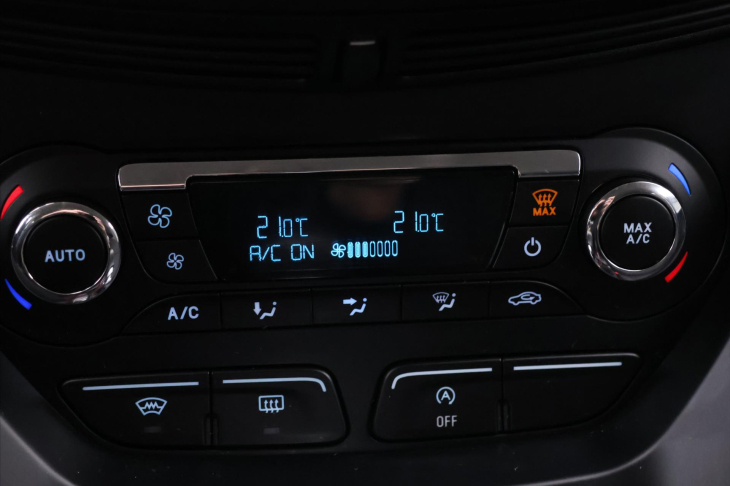 MAX
21.0℃ 21.0℃
AUTO
MAX
A/C
A/C ON
A/C
A
OFF